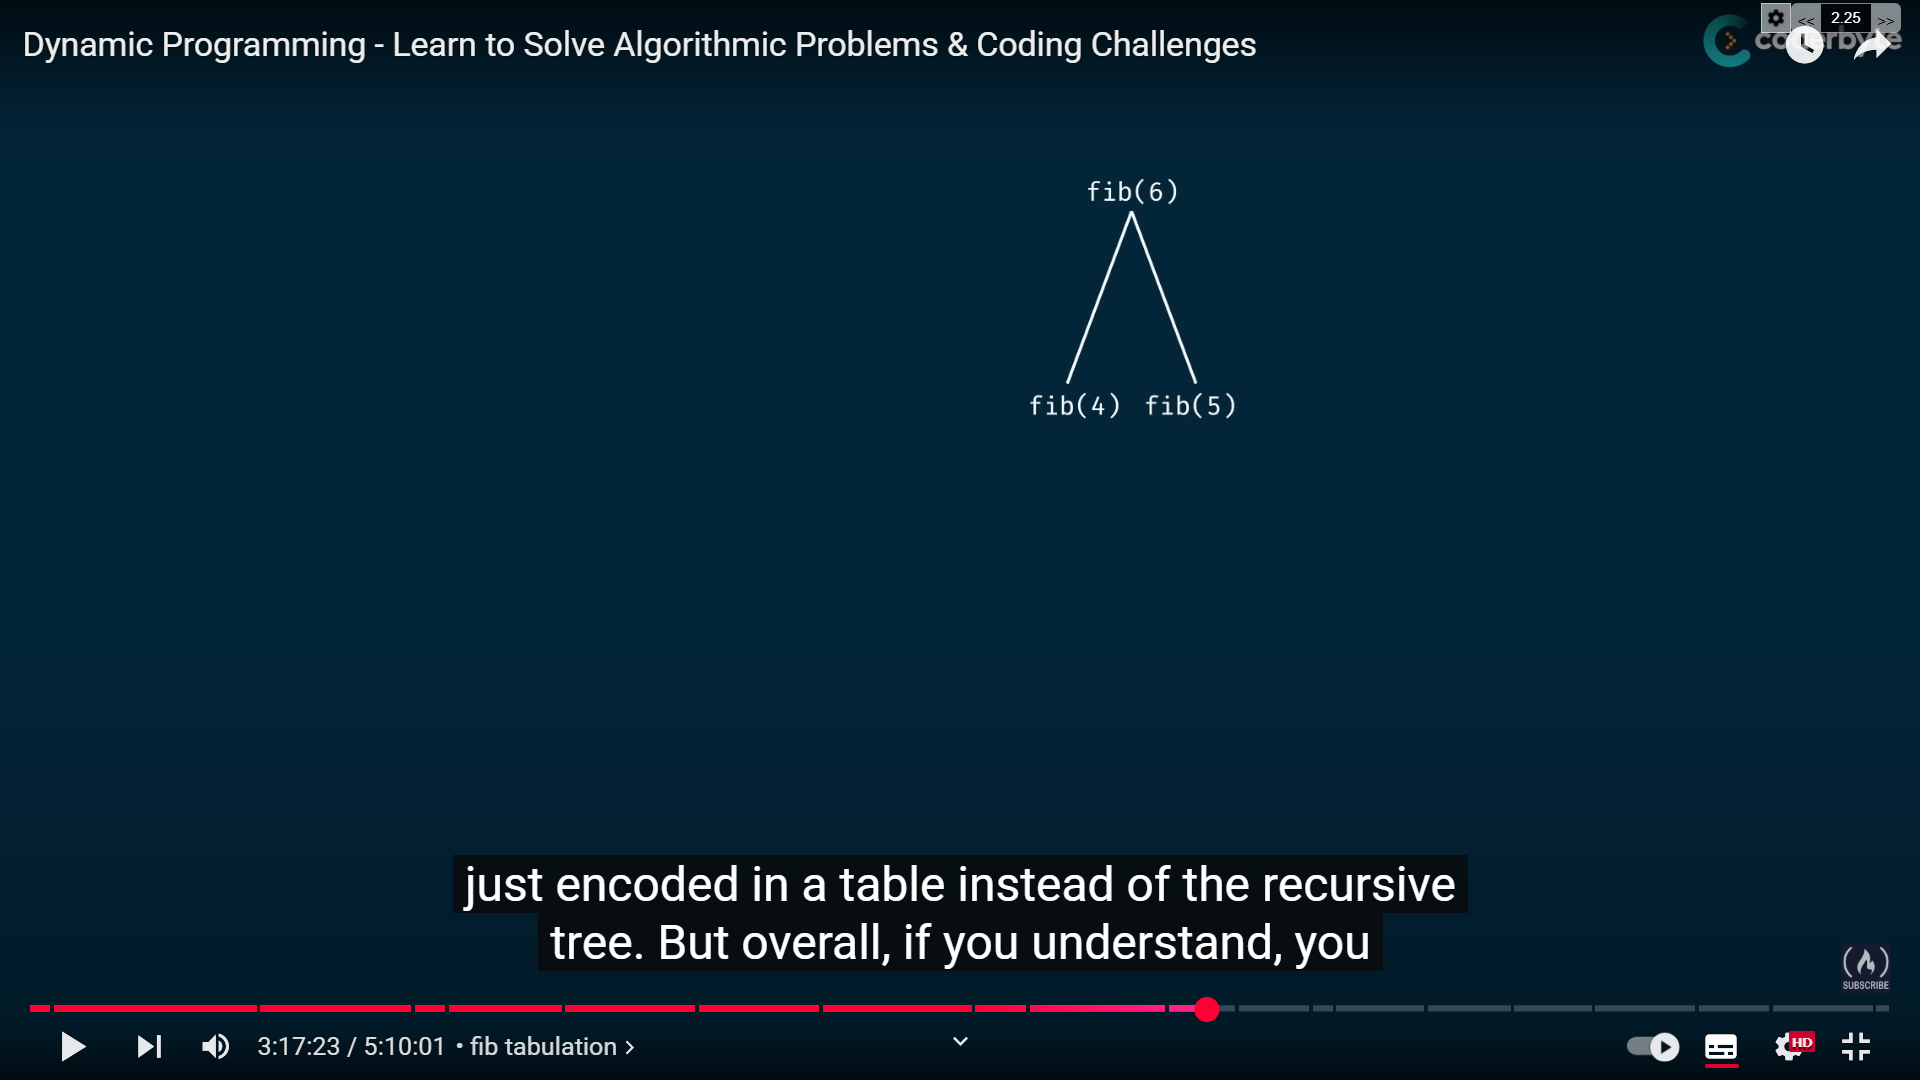 Dynamic Programming - Learn to Solve Algorithmic Problems & Coding Challenges
<< 2.25 >>
fib(6)
fib(4) fib(5)
just encoded in a table instead of the recursive
tree. But overall, if you understand, you
SUBSCRIBE
3:17:23 / 5:10:01 • fib tabulation >
HD